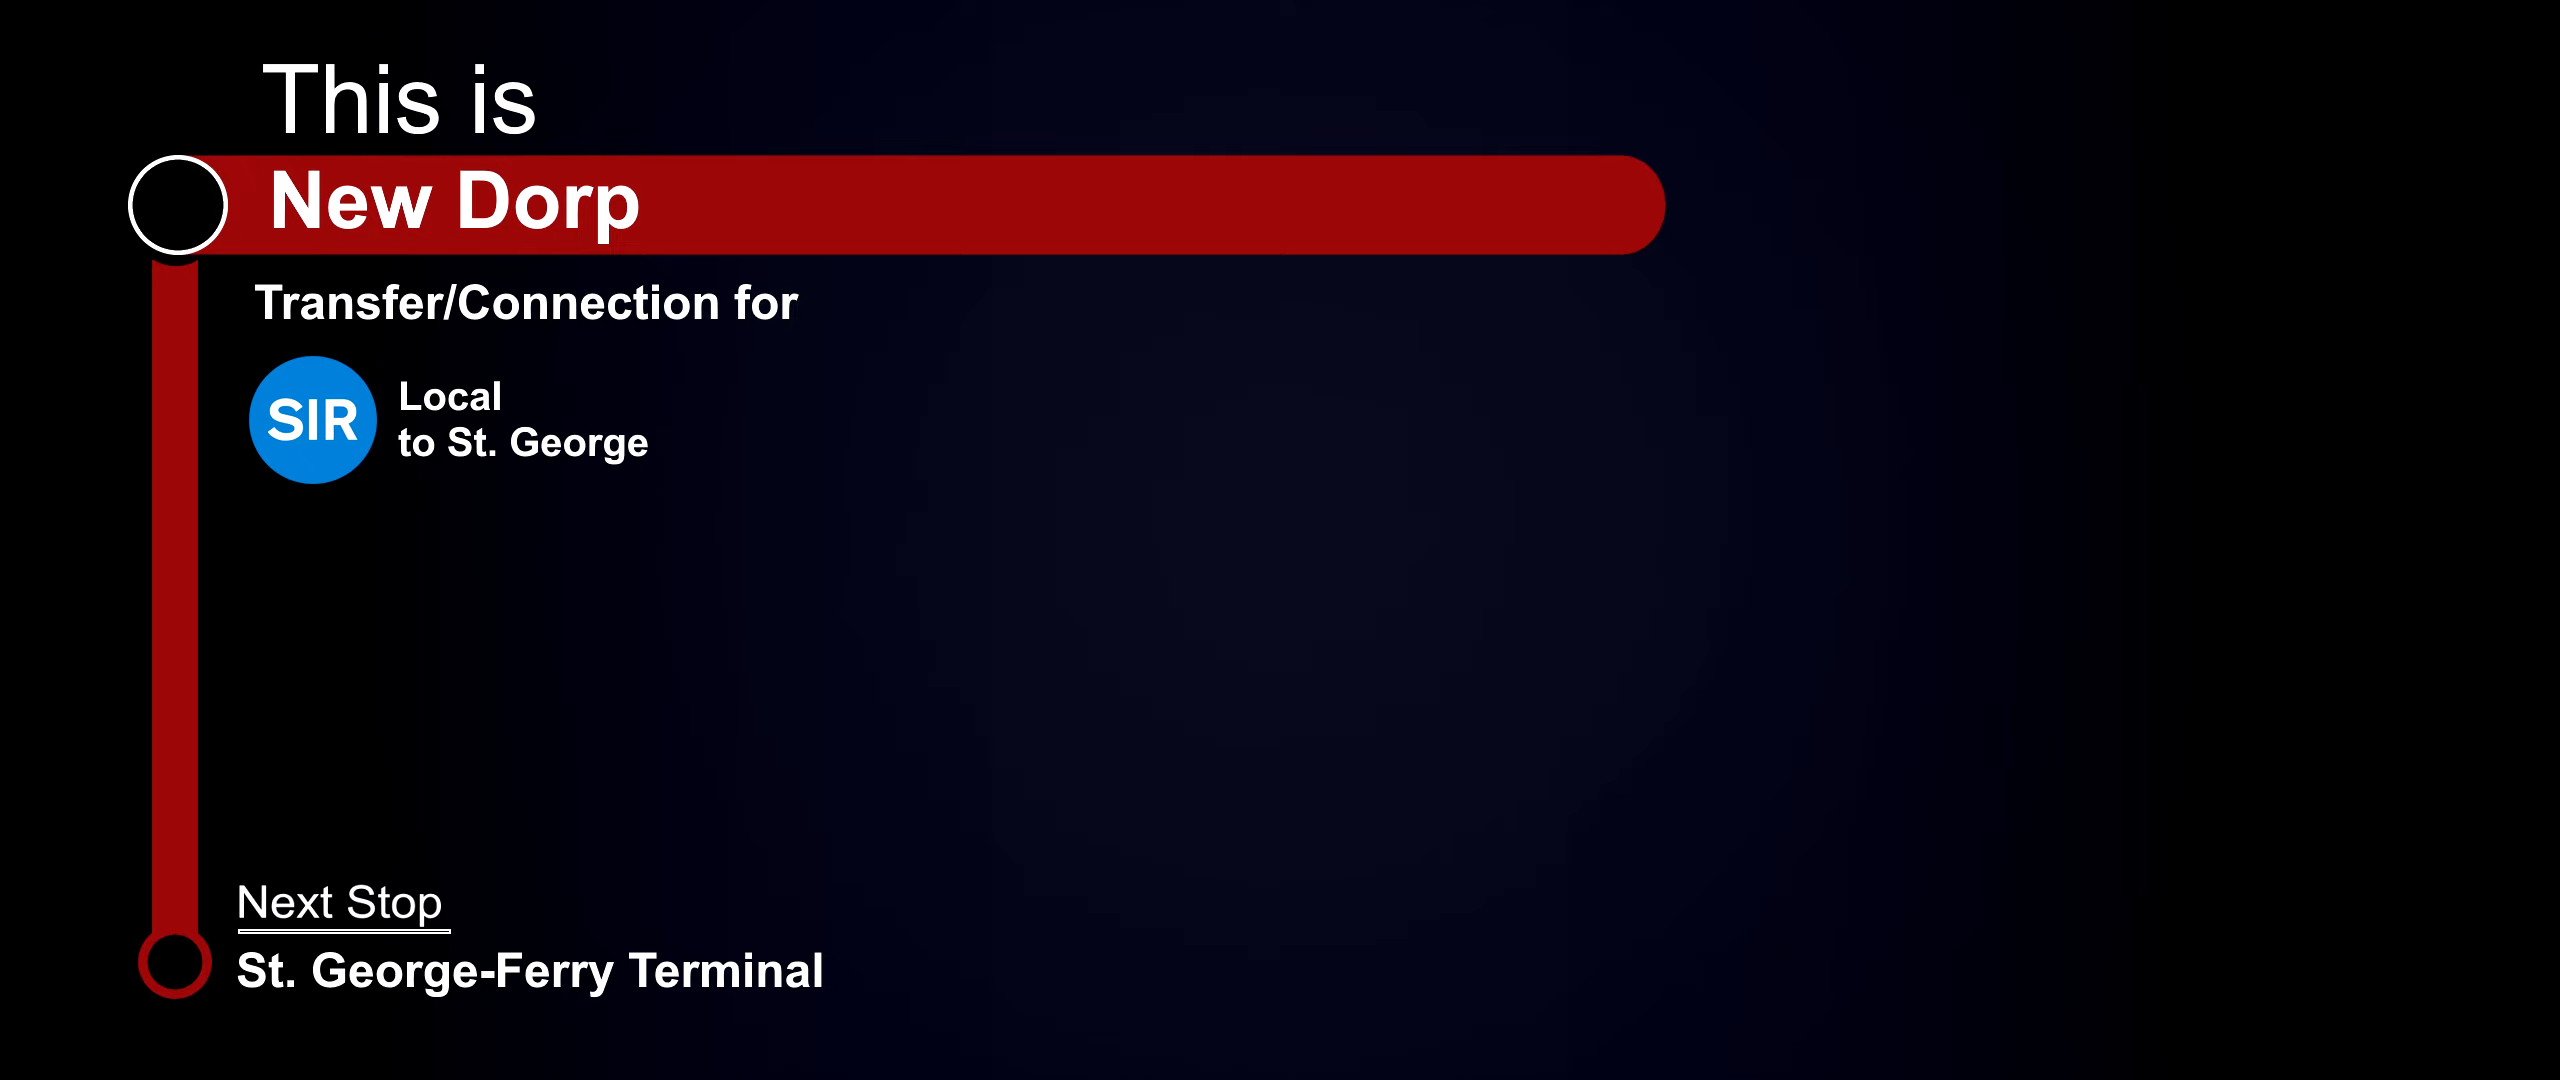 This is
New Dorp
Transfer/Connection for
SIR
Local
to St. George
Next Stop
St. George-Ferry Terminal